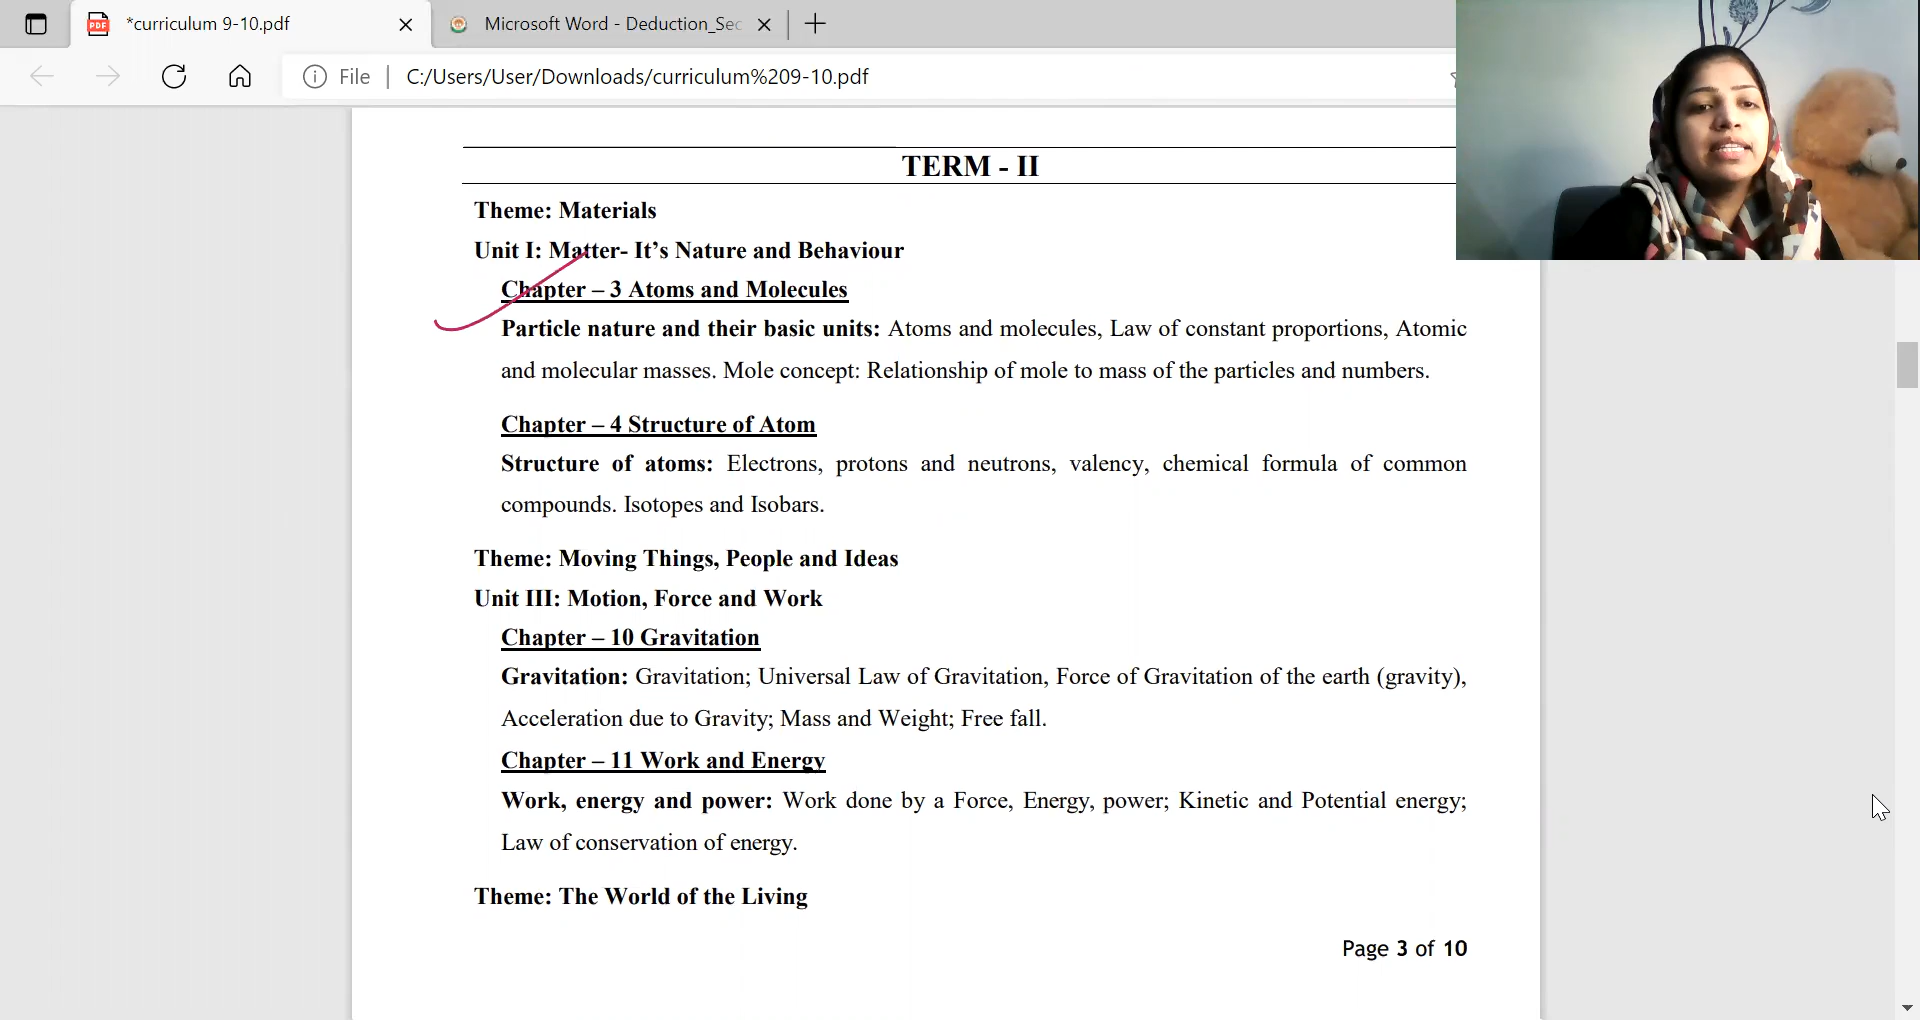 *curriculum 9-10.pdf
Microsoft Word - Deduction_Sec
File
C:/Users/User/Downloads/curriculum%209-10.pdf
TERM - II
Theme: Materials
Unit I: Matter- It’s Nature and Behaviour
Chapter – 3 Atoms and Molecules
Particle nature and their basic units: Atoms and molecules, Law of constant proportions, Atomic
and molecular masses. Mole concept: Relationship of mole to mass of the particles and numbers.
Chapter – 4 Structure of Atom
Structure of atoms: Electrons, protons and neutrons, valency, chemical formula of common
compounds. Isotopes and Isobars.
Theme: Moving Things, People and Ideas
Unit III: Motion, Force and Work
Chapter – 10 Gravitation
Gravitation: Gravitation; Universal Law of Gravitation, Force of Gravitation of the earth (gravity),
Acceleration due to Gravity; Mass and Weight; Free fall.
Chapter – 11 Work and Energy
Work, energy and power: Work done by a Force, Energy, power; Kinetic and Potential energy;
Law of conservation of energy.
Theme: The World of the Living
Page 3 of 10